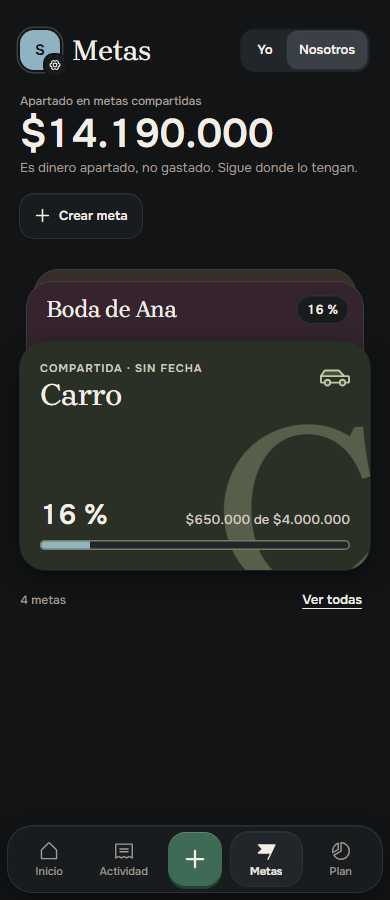 S
Metas
Yo
Nosotros
Apartado en metas compartidas
$14.190.000
Es dinero apartado, no gastado. Sigue donde lo tengan.
Crear meta
Boda de Ana
16 %
COMPARTIDA · SIN FECHA
Carro
C
16 %
$650.000 de $4.000.000
4 metas
Ver todas
Inicio
Actividad
Metas
Plan